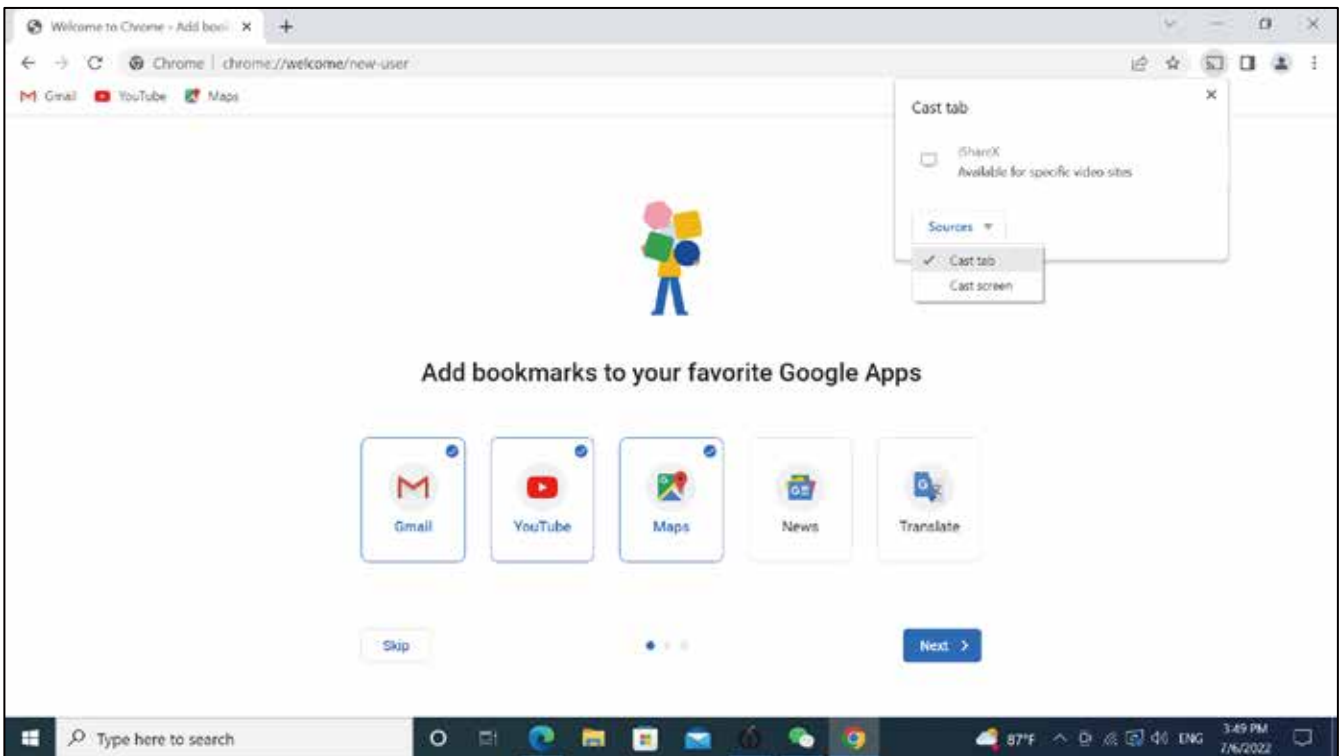 Welcome to Chrome - Add book
Chrome | chrome://welcome/new-user
Gmail YouTube Maps
Cast tab
iShareX
Available for specific video sites
Sources
Cast tab
Cast screen
Add bookmarks to your favorite Google Apps
Gmail YouTube Maps News Translate
Skip Next
Type here to search 87°F ENG 3:49 PM
7/6/2022